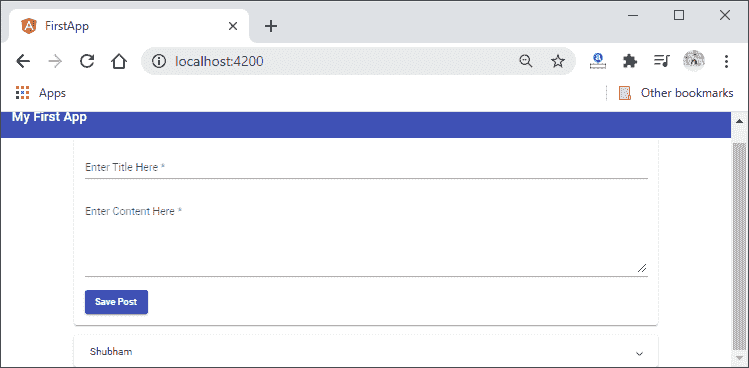 FirstApp
localhost:4200
Apps
Other bookmarks
My First App
Enter Title Here *
Enter Content Here *
Save Post
Shubham